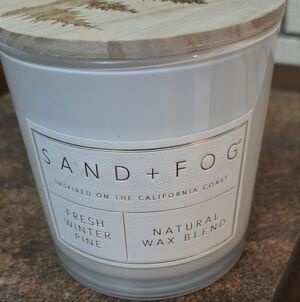 SAND + FOG®
INSPIRED ON THE CALIFORNIA COAST
FRESH
WINTER
PINE
NATURAL
WAX BLEND